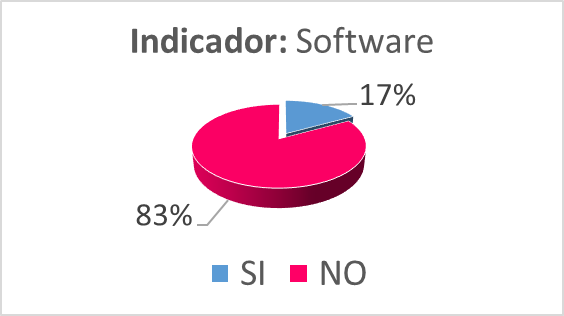 Indicador: Software
17%
83%
SI NO